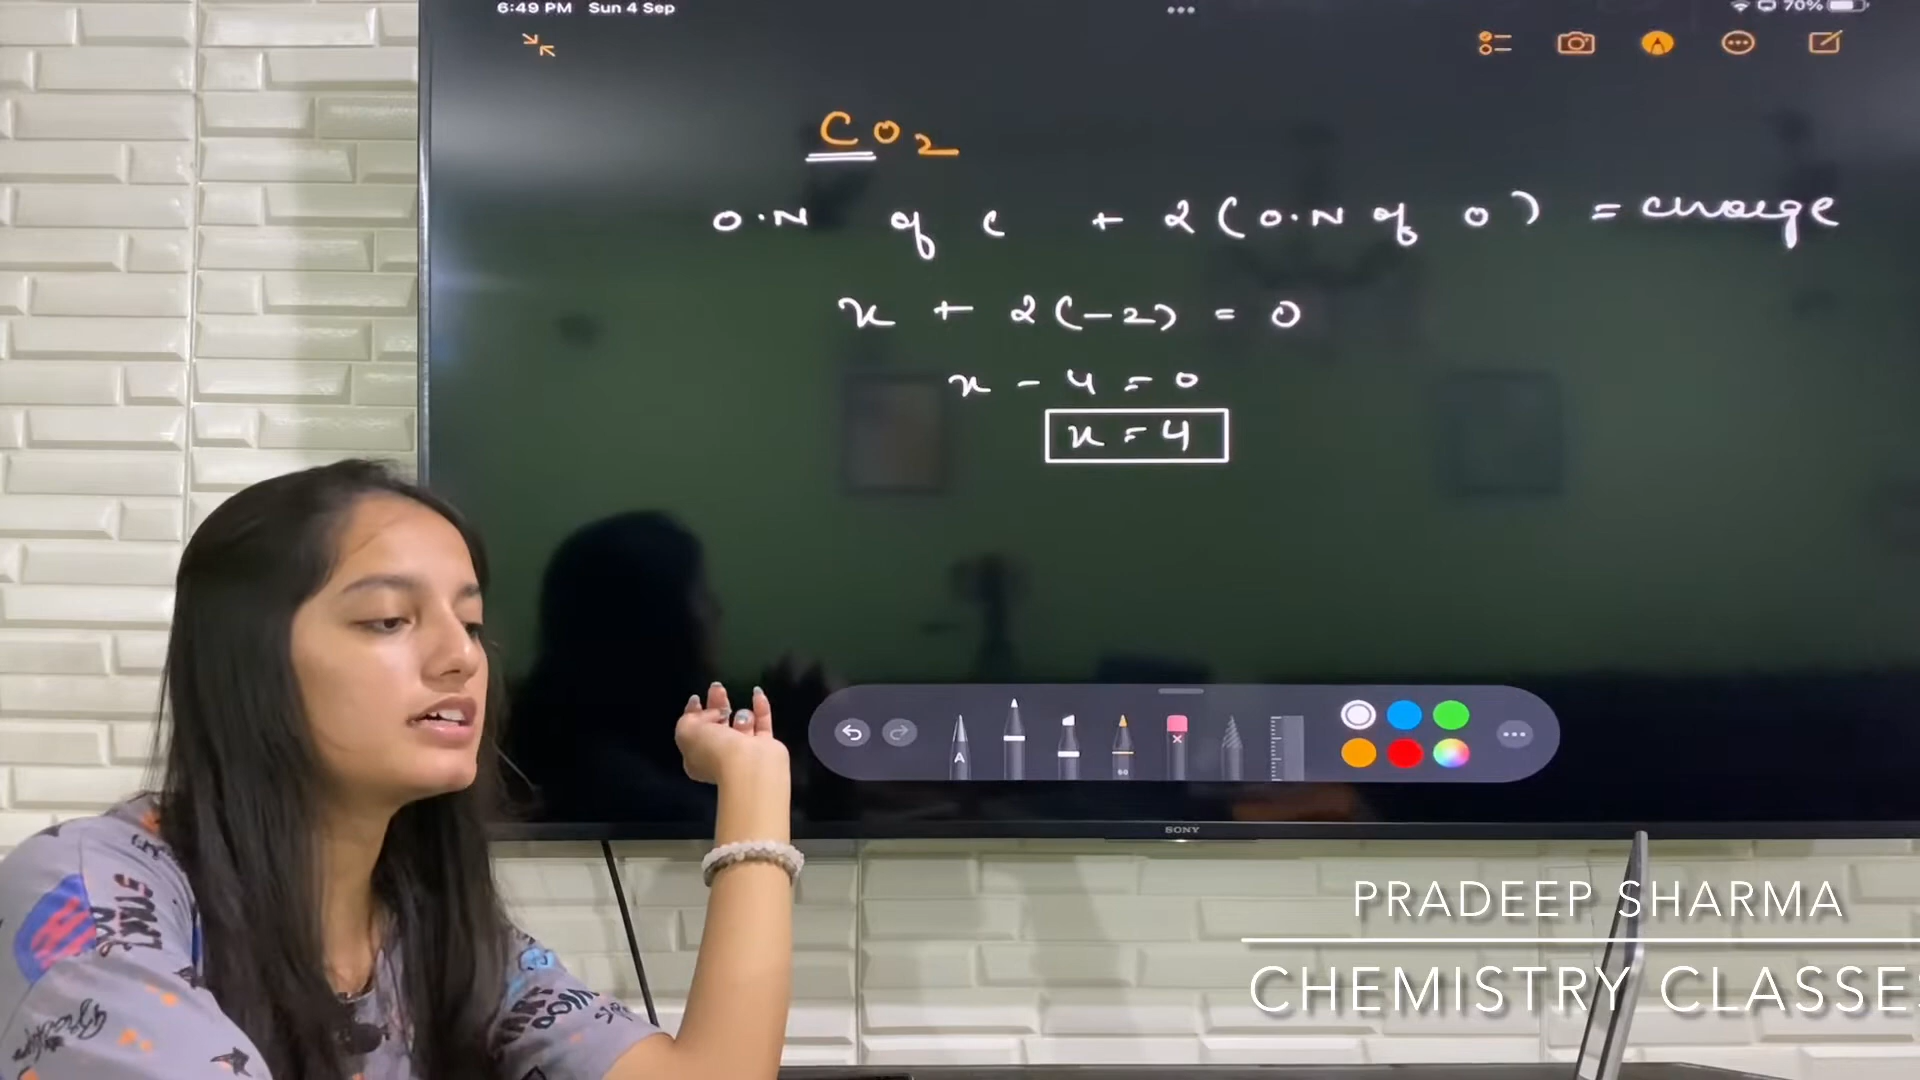 6:49 PM Sun 4 Sep
70%
CO2
O.N of C + 2(O.N of O) = charge
x + 2(-2) = 0
x - 4 = 0
x = 4
A
60
SONY
PRADEEP SHARMA
CHEMISTRY CLASSES